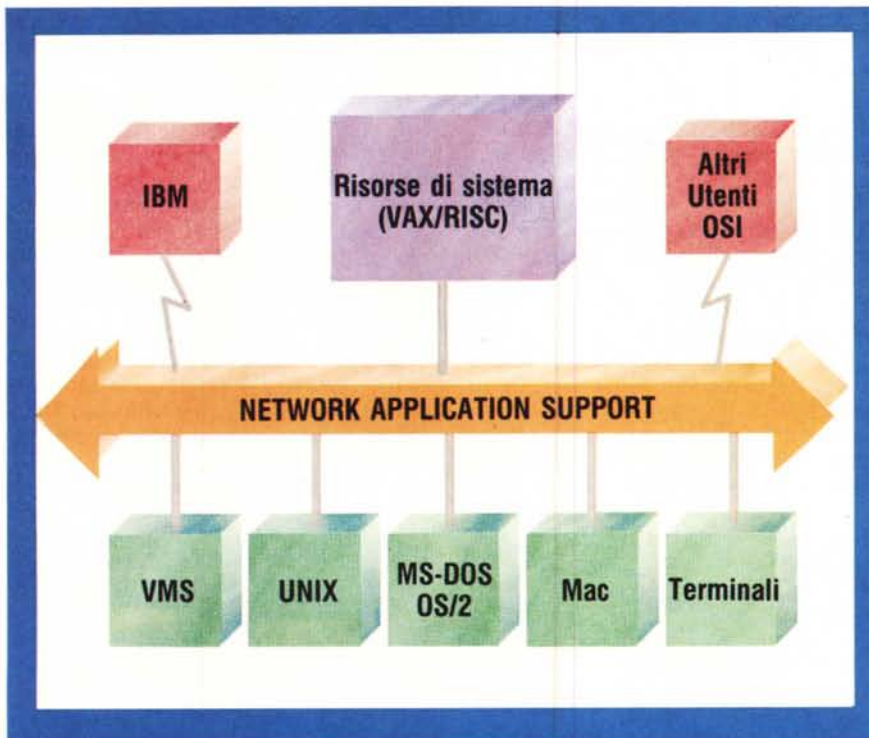 IBM
Risorse di sistema
(VAX/RISC)
Altri
Utenti
OSI
NETWORK APPLICATION SUPPORT
VMS
UNIX
MS-DOS
OS/2
Mac
Terminali